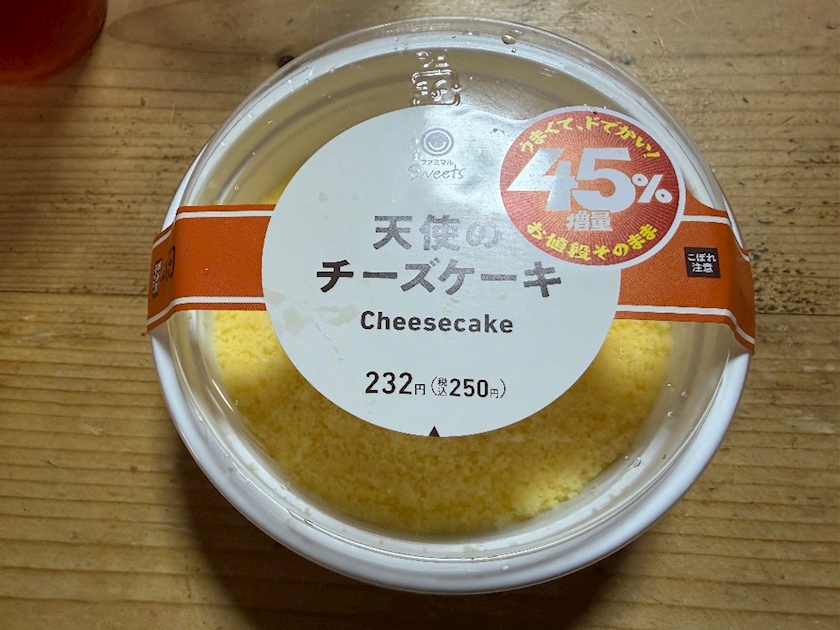 ファミマル
Sweets
天使の
チーズケーキ
Cheesecake
232円(税込250円)
うまくて、ドでかい!
45%
増量
お値段そのまま
こぼれ
注意